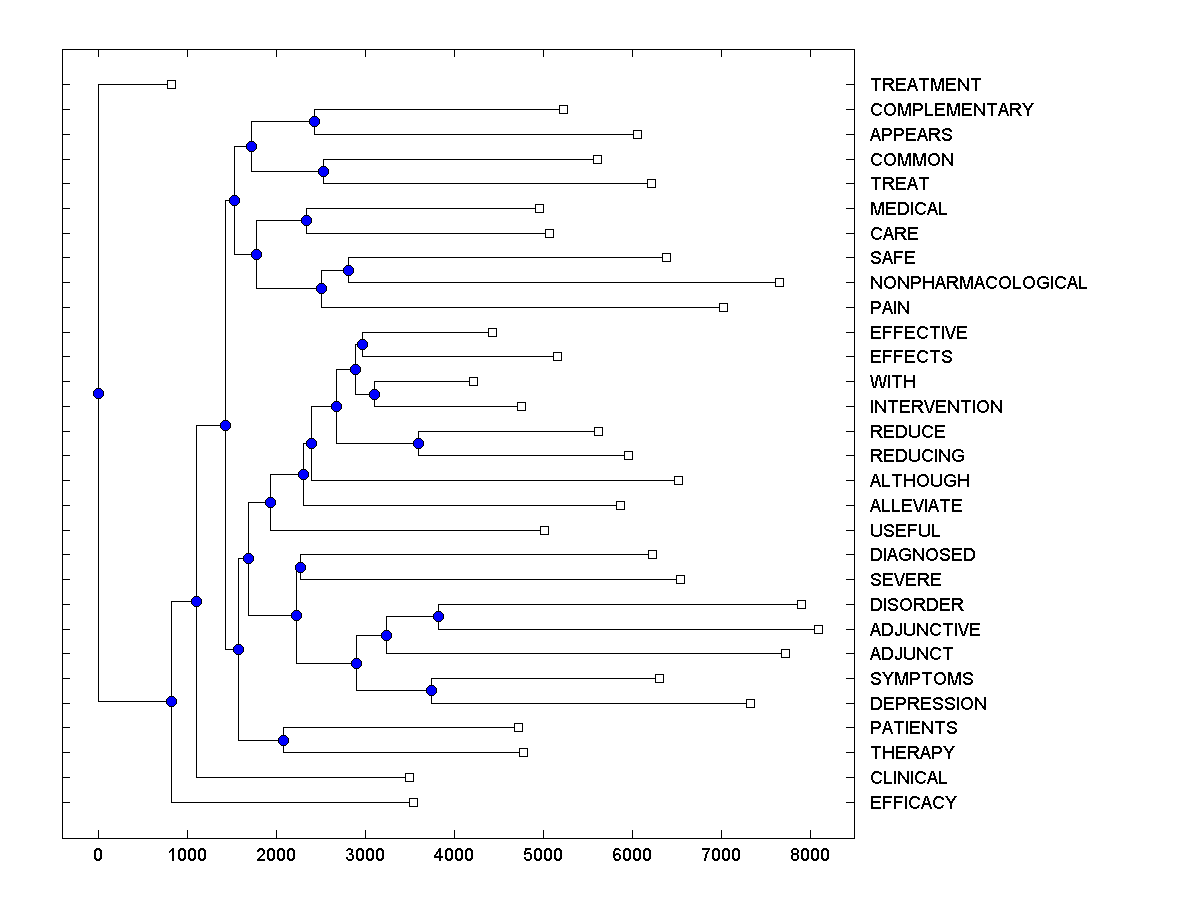 TREATMENT
COMPLEMENTARY
APPEARS
COMMON
TREAT
MEDICAL
CARE
SAFE
NONPHARMACOLOGICAL
PAIN
EFFECTIVE
EFFECTS
WITH
INTERVENTION
REDUCE
REDUCING
ALTHOUGH
ALLEVIATE
USEFUL
DIAGNOSED
SEVERE
DISORDER
ADJUNCTIVE
ADJUNCT
SYMPTOMS
DEPRESSION
PATIENTS
THERAPY
CLINICAL
EFFICACY
0 1000 2000 3000 4000 5000 6000 7000 8000